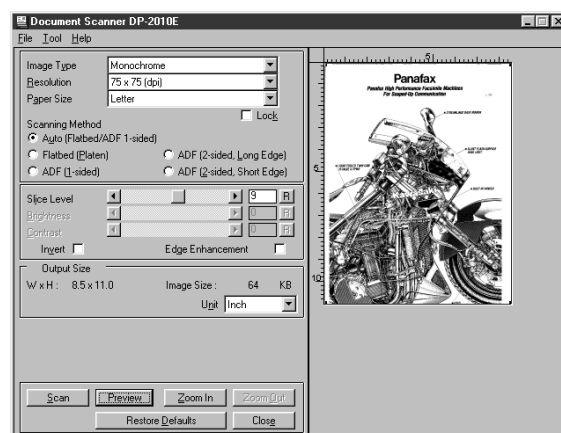 Document Scanner DP-2010E
File Tool Help
Image Type Monochrome
Resolution 75 x 75 (dpi)
Paper Size Letter
Lock
Scanning Method
Auto (Flatbed/ADF 1-sided)
Flatbed (Platen) ADF (2-sided, Long Edge)
ADF (1-sided) ADF (2-sided, Short Edge)
Slice Level 9 R
Brightness 0 R
Contrast 0 R
Invert Edge Enhancement
Output Size
W x H : 8.5 x 11.0 Image Size : 64 KB
Unit Inch
Scan Preview Zoom In Zoom Out
Restore Defaults Close
5
5
10
Panafax
Panafax High Performance Facsimile Machines
For Souped-Up Communication